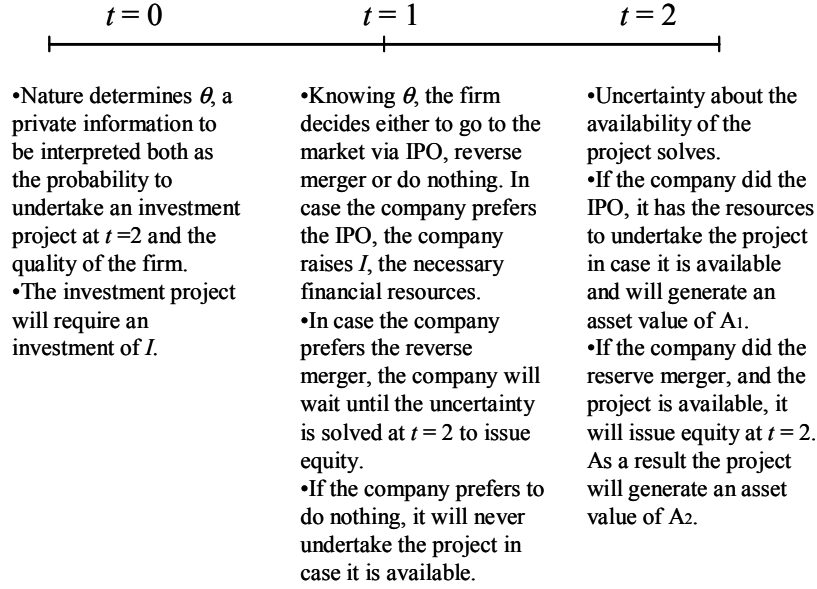 t = 0
t = 1
t = 2
•Nature determines θ, a
private information to
be interpreted both as
the probability to
undertake an investment
project at t =2 and the
quality of the firm.
•The investment project
will require an
investment of I.
•Knowing θ, the firm
decides either to go to the
market via IPO, reverse
merger or do nothing. In
case the company prefers
the IPO, the company
raises I, the necessary
financial resources.
•In case the company
prefers the reverse
merger, the company will
wait until the uncertainty
is solved at t = 2 to issue
equity.
•If the company prefers to
do nothing, it will never
undertake the project in
case it is available.
•Uncertainty about the
availability of the
project solves.
•If the company did the
IPO, it has the resources
to undertake the project
in case it is available
and will generate an
asset value of A1.
•If the company did the
reserve merger, and the
project is available, it
will issue equity at t = 2.
As a result the project
will generate an asset
value of A2.